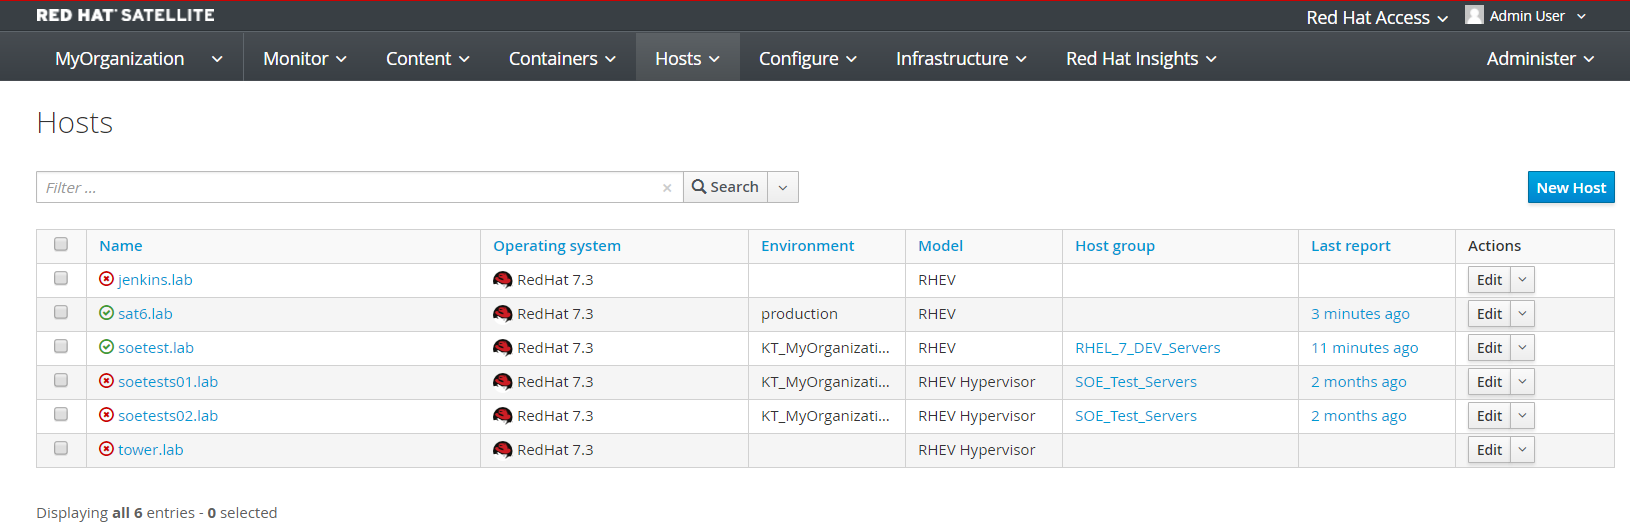 RED HAT SATELLITE
Red Hat Access Admin User
MyOrganization Monitor Content Containers Hosts Configure Infrastructure Red Hat Insights Administer
Hosts
Filter ... × Search New Host
Name Operating system Environment Model Host group Last report Actions
jenkins.lab RedHat 7.3 RHEV Edit
sat6.lab RedHat 7.3 production RHEV 3 minutes ago Edit
soetest.lab RedHat 7.3 KT_MyOrganizati... RHEV RHEL_7_DEV_Servers 11 minutes ago Edit
soetests01.lab RedHat 7.3 KT_MyOrganizati... RHEV Hypervisor SOE_Test_Servers 2 months ago Edit
soetests02.lab RedHat 7.3 KT_MyOrganizati... RHEV Hypervisor SOE_Test_Servers 2 months ago Edit
tower.lab RedHat 7.3 RHEV Hypervisor Edit
Displaying all 6 entries - 0 selected